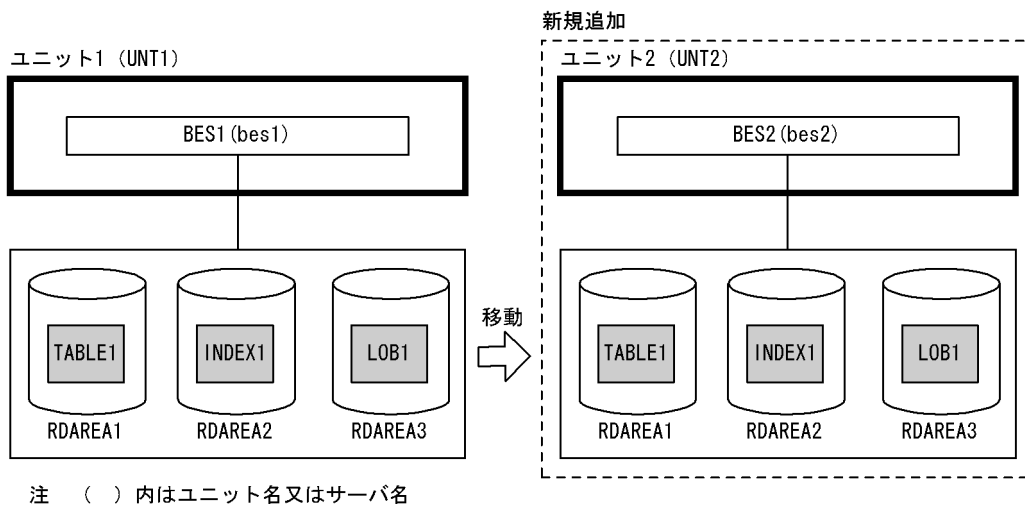 新規追加
ユニット1（UNT1）
ユニット2（UNT2）
BES1(bes1)
BES2(bes2)
TABLE1
INDEX1
LOB1
RDAREA1
RDAREA2
RDAREA3
移動
TABLE1
INDEX1
LOB1
RDAREA1
RDAREA2
RDAREA3
注　（　）内はユニット名又はサーバ名